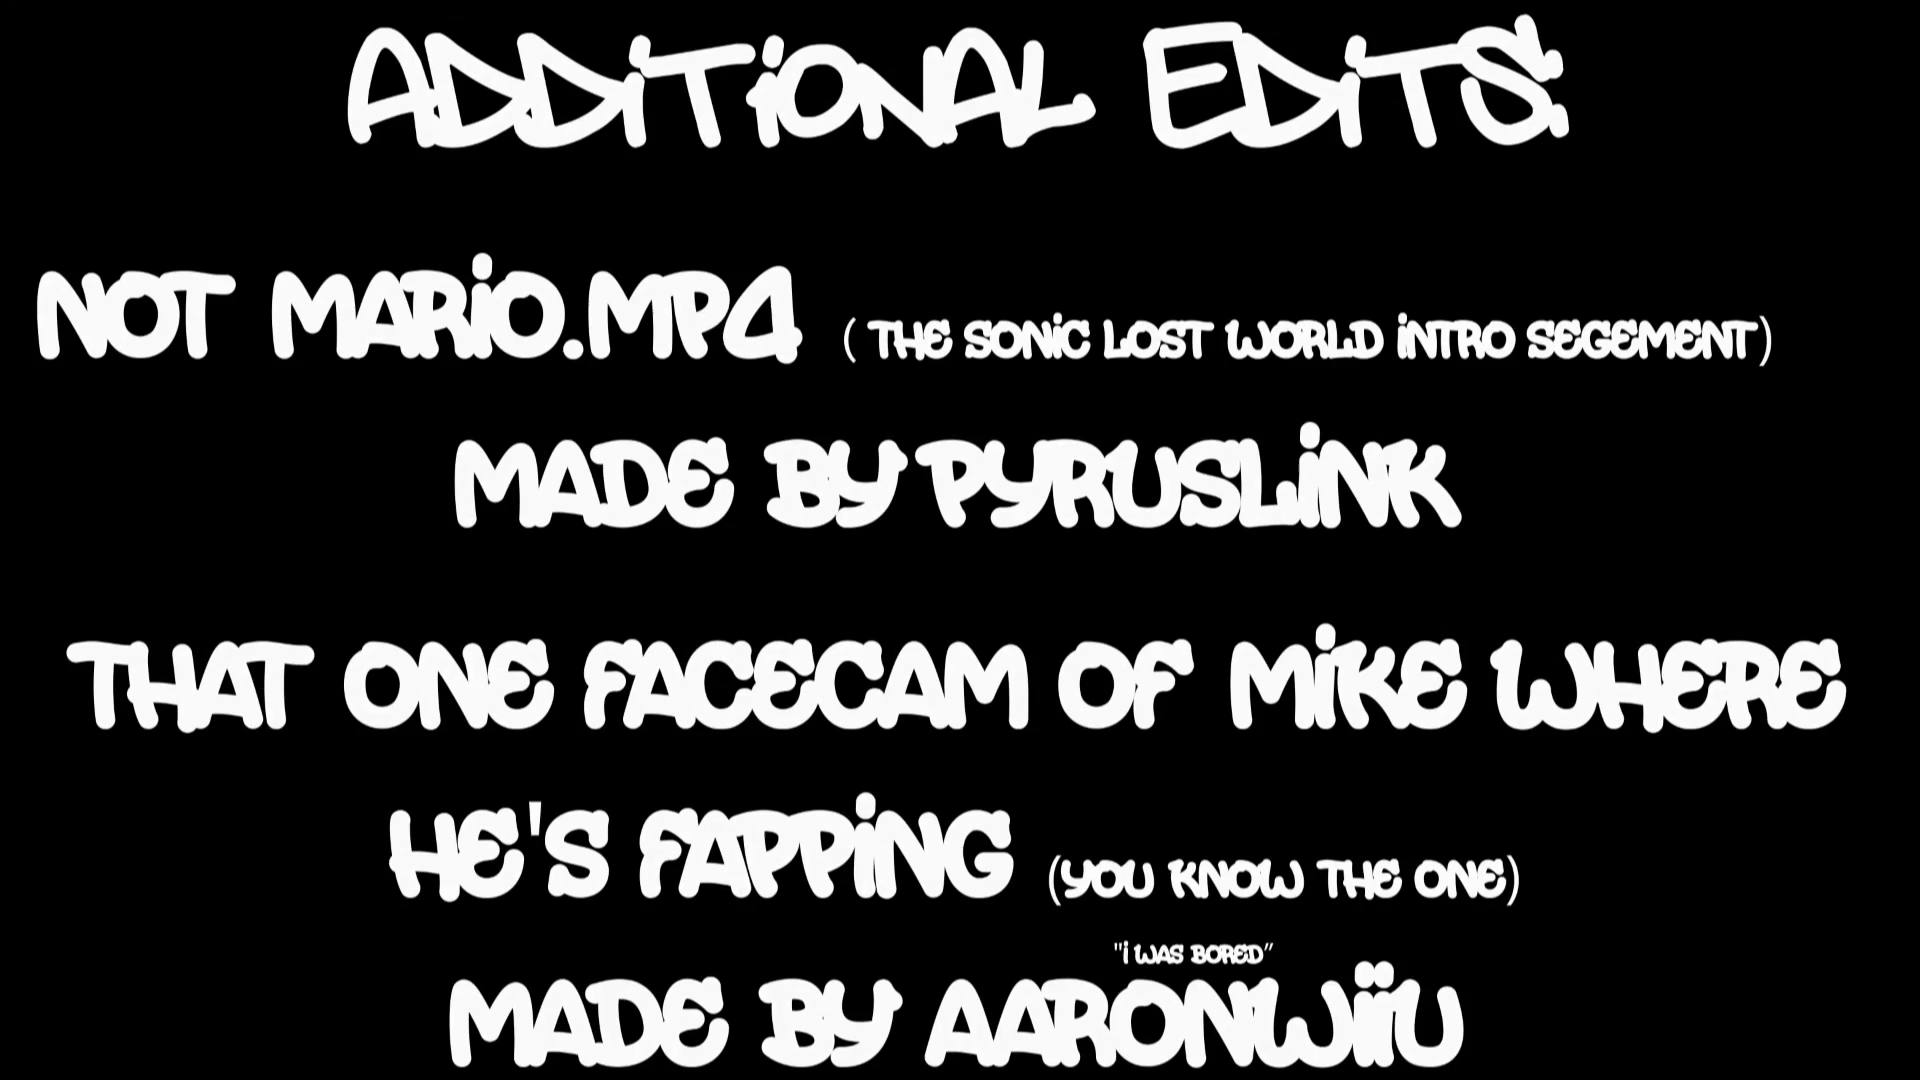 ADDITIONAL EDITS:
NOT MARIO.MP4 ( THE SONIC LOST WORLD INTRO SEGEMENT)
MADE BY PYRUSLINK
THAT ONE FACECAM OF MIKE WHERE
HE'S FAPPING (YOU KNOW THE ONE)
"I WAS BORED"
MADE BY AARONWIIU